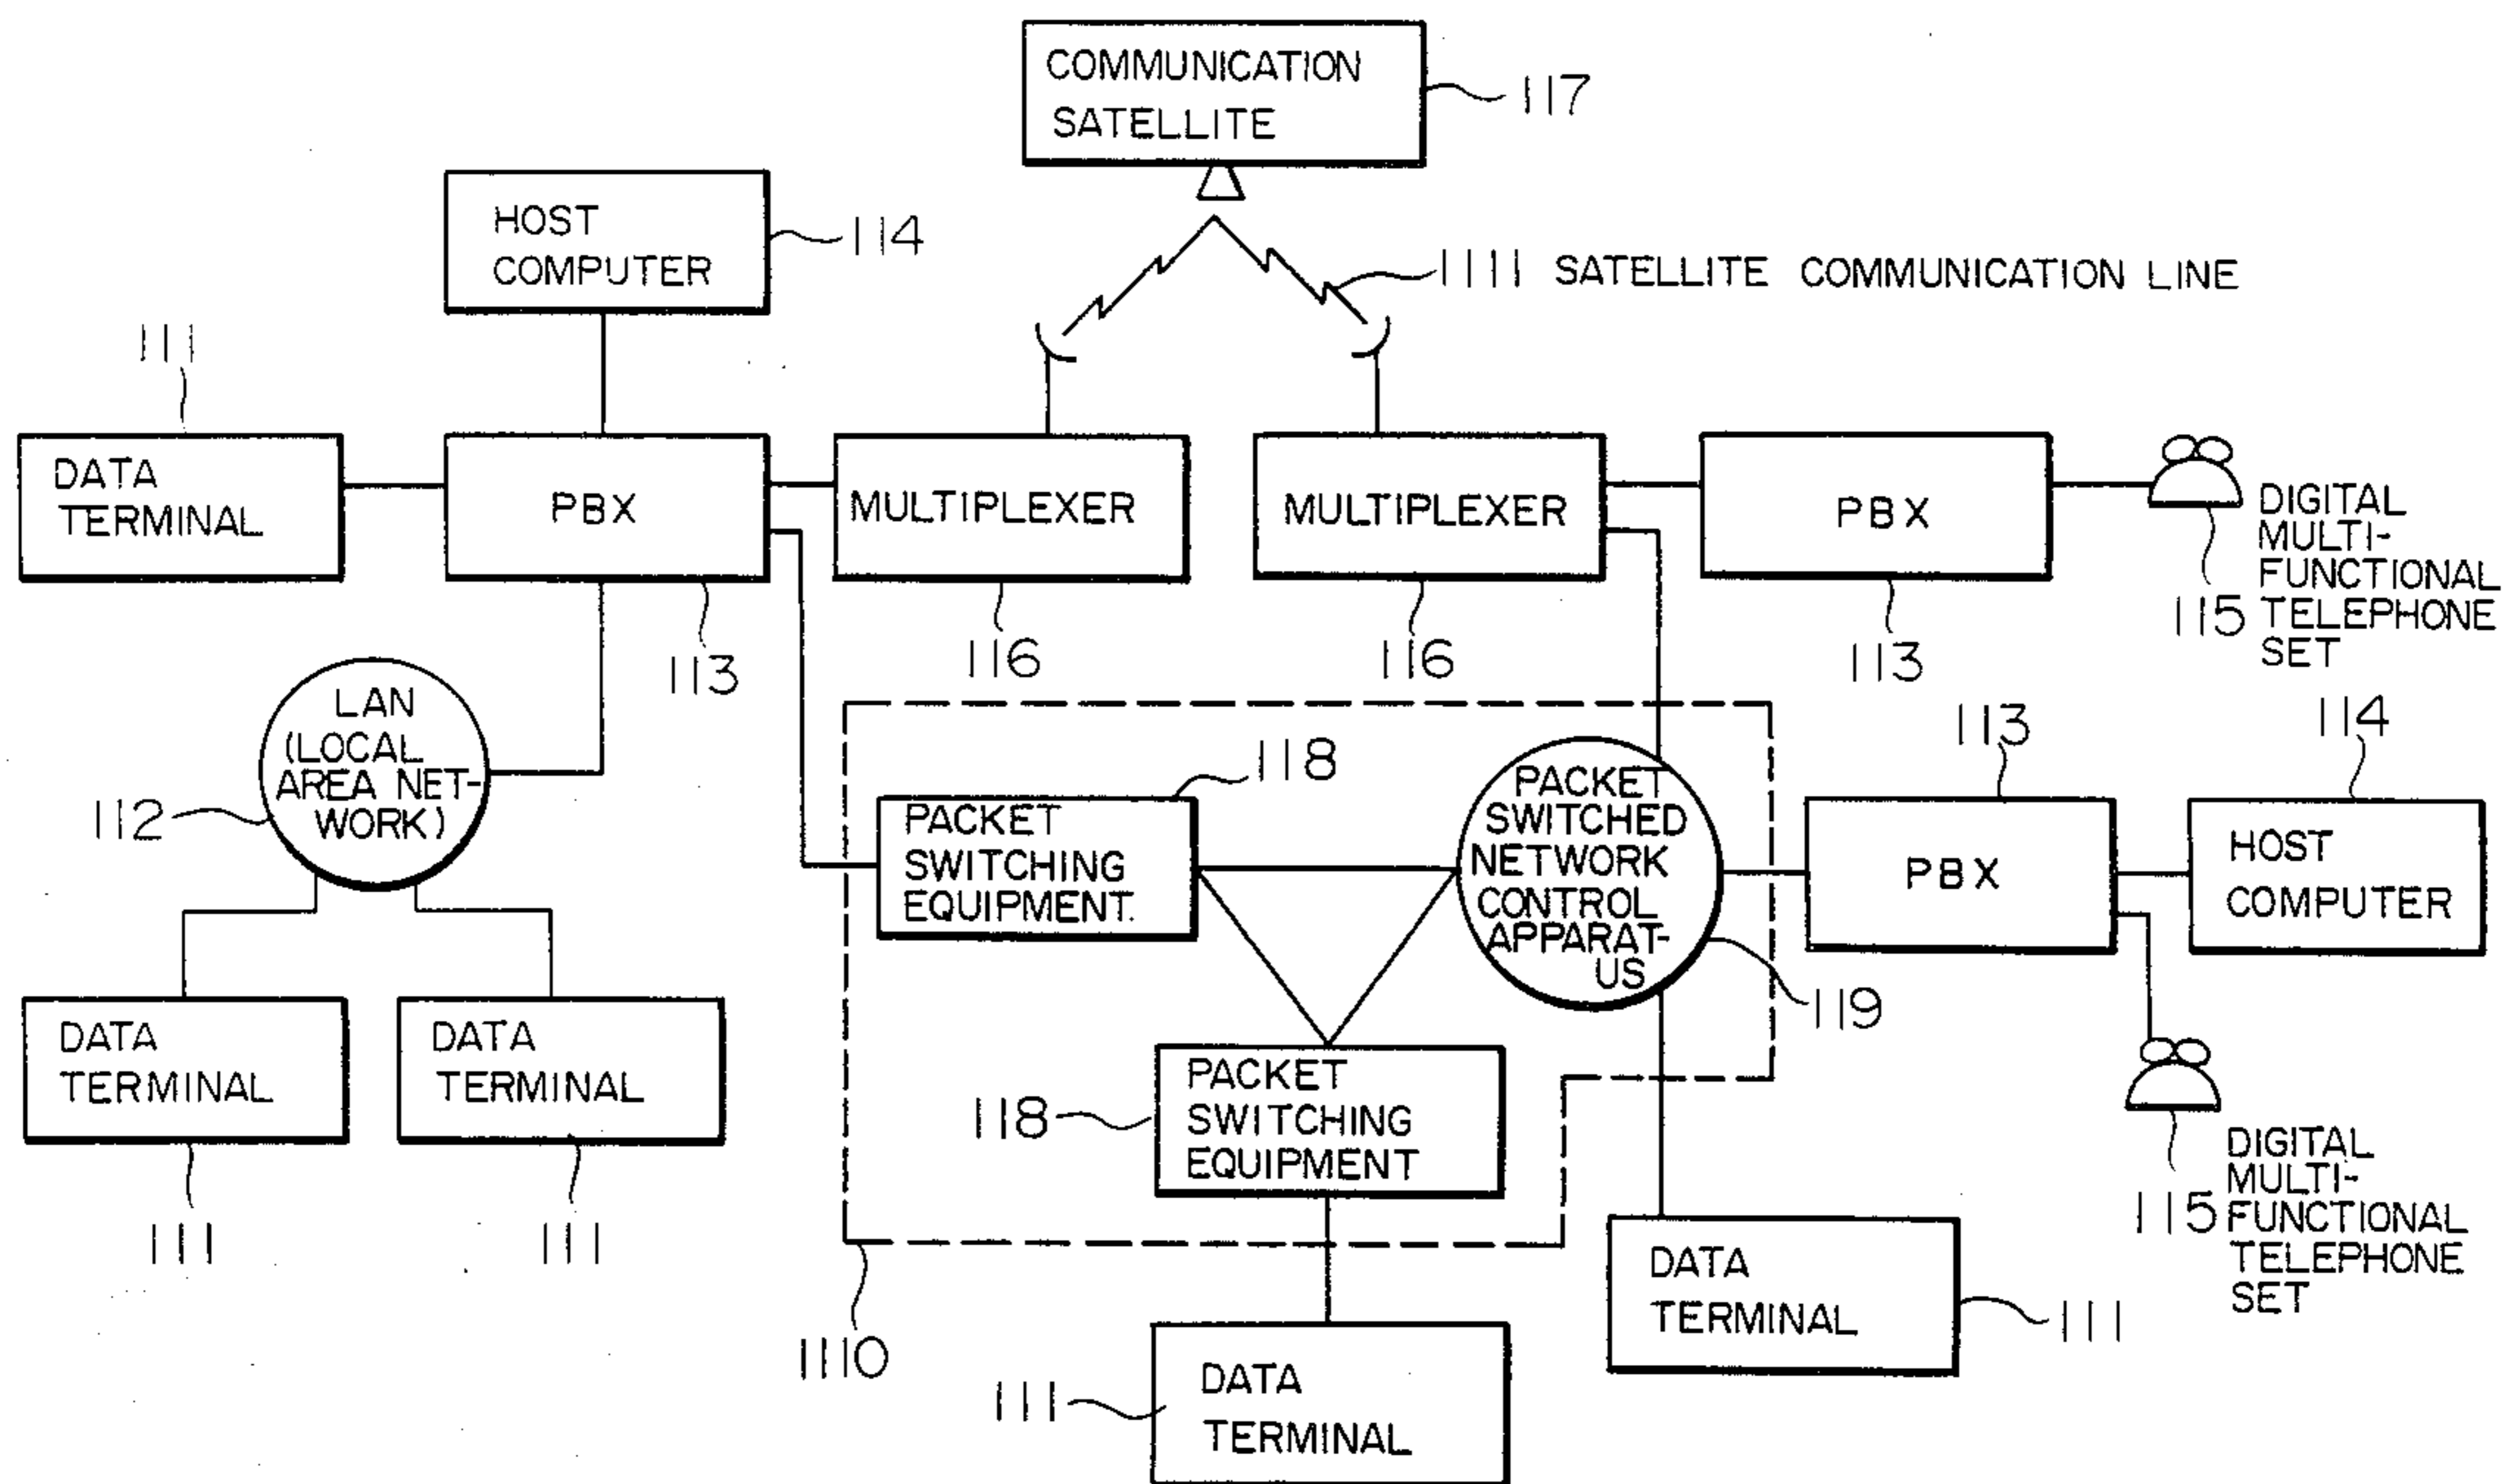 COMMUNICATION
SATELLITE
117
HOST
COMPUTER
114
1111 SATELLITE COMMUNICATION LINE
111
DATA
TERMINAL
PBX
113
MULTIPLEXER
116
MULTIPLEXER
116
PBX
113
115
DIGITAL
MULTI-
FUNCTIONAL
TELEPHONE
SET
LAN
(LOCAL
AREA NET-
WORK)
112
118
PACKET
SWITCHING
EQUIPMENT
PACKET
SWITCHED
NETWORK
CONTROL
APPARAT-
US
119
113
PBX
114
HOST
COMPUTER
DATA
TERMINAL
111
DATA
TERMINAL
111
118
PACKET
SWITCHING
EQUIPMENT
115
DIGITAL
MULTI-
FUNCTIONAL
TELEPHONE
SET
1110
DATA
TERMINAL
111
111
DATA
TERMINAL